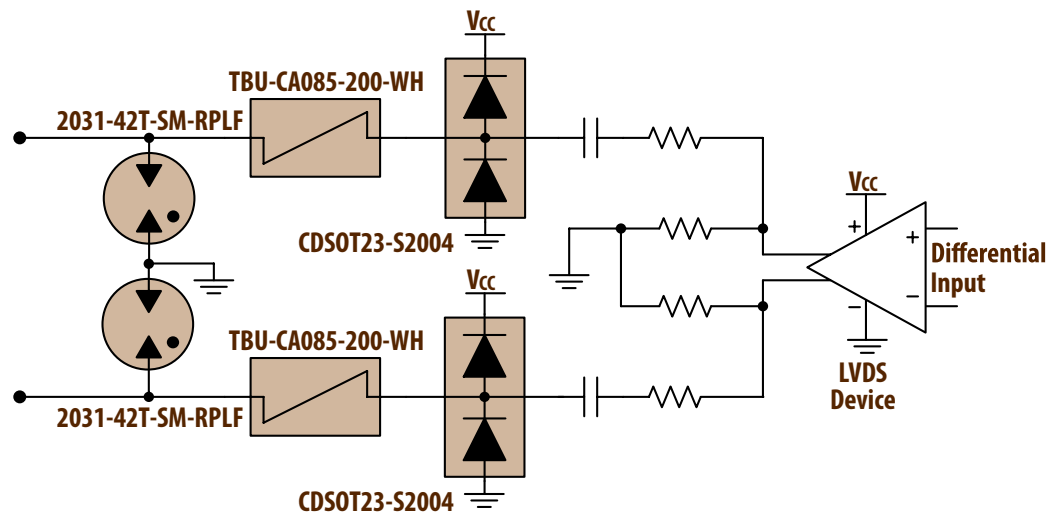 Vcc
TBU-CA085-200-WH
2031-42T-SM-RPLF
CDSOT23-S2004
Vcc
+
+
Differential
Input
−
−
LVDS
Device
Vcc
TBU-CA085-200-WH
2031-42T-SM-RPLF
CDSOT23-S2004